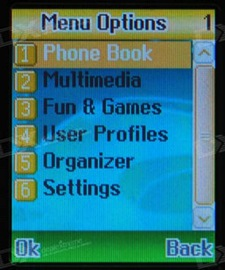 Menu Options 1
1 Phone Book
2 Multimedia
3 Fun & Games
4 User Profiles
5 Organizer
6 Settings
Ok Back